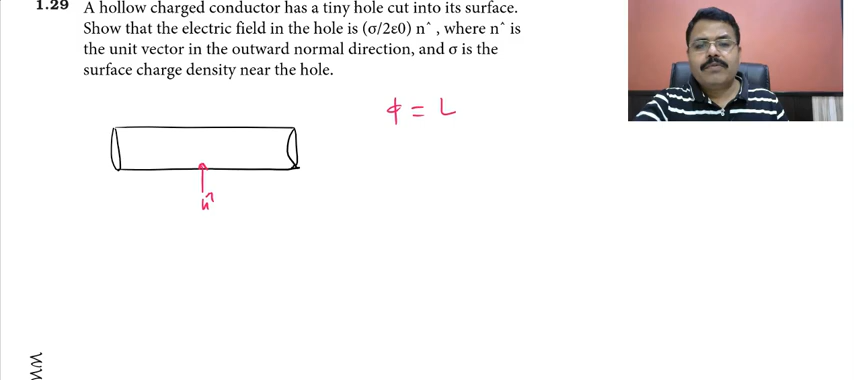 1.29 A hollow charged conductor has a tiny hole cut into its surface.
Show that the electric field in the hole is (σ/2ε0) n^ , where n^ is
the unit vector in the outward normal direction, and σ is the
surface charge density near the hole.
ϕ = L
n̂